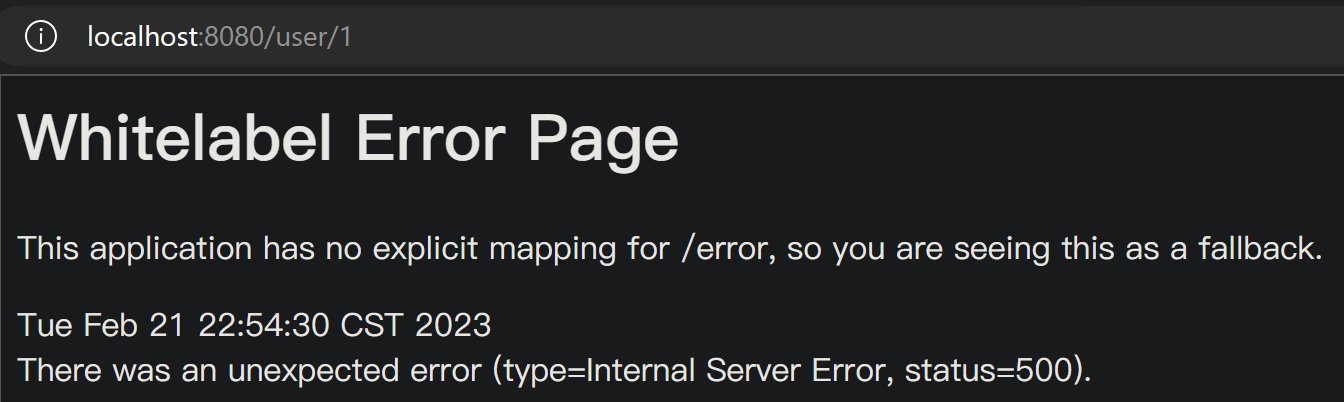 localhost:8080/user/1
Whitelabel Error Page
This application has no explicit mapping for /error, so you are seeing this as a fallback.
Tue Feb 21 22:54:30 CST 2023
There was an unexpected error (type=Internal Server Error, status=500).